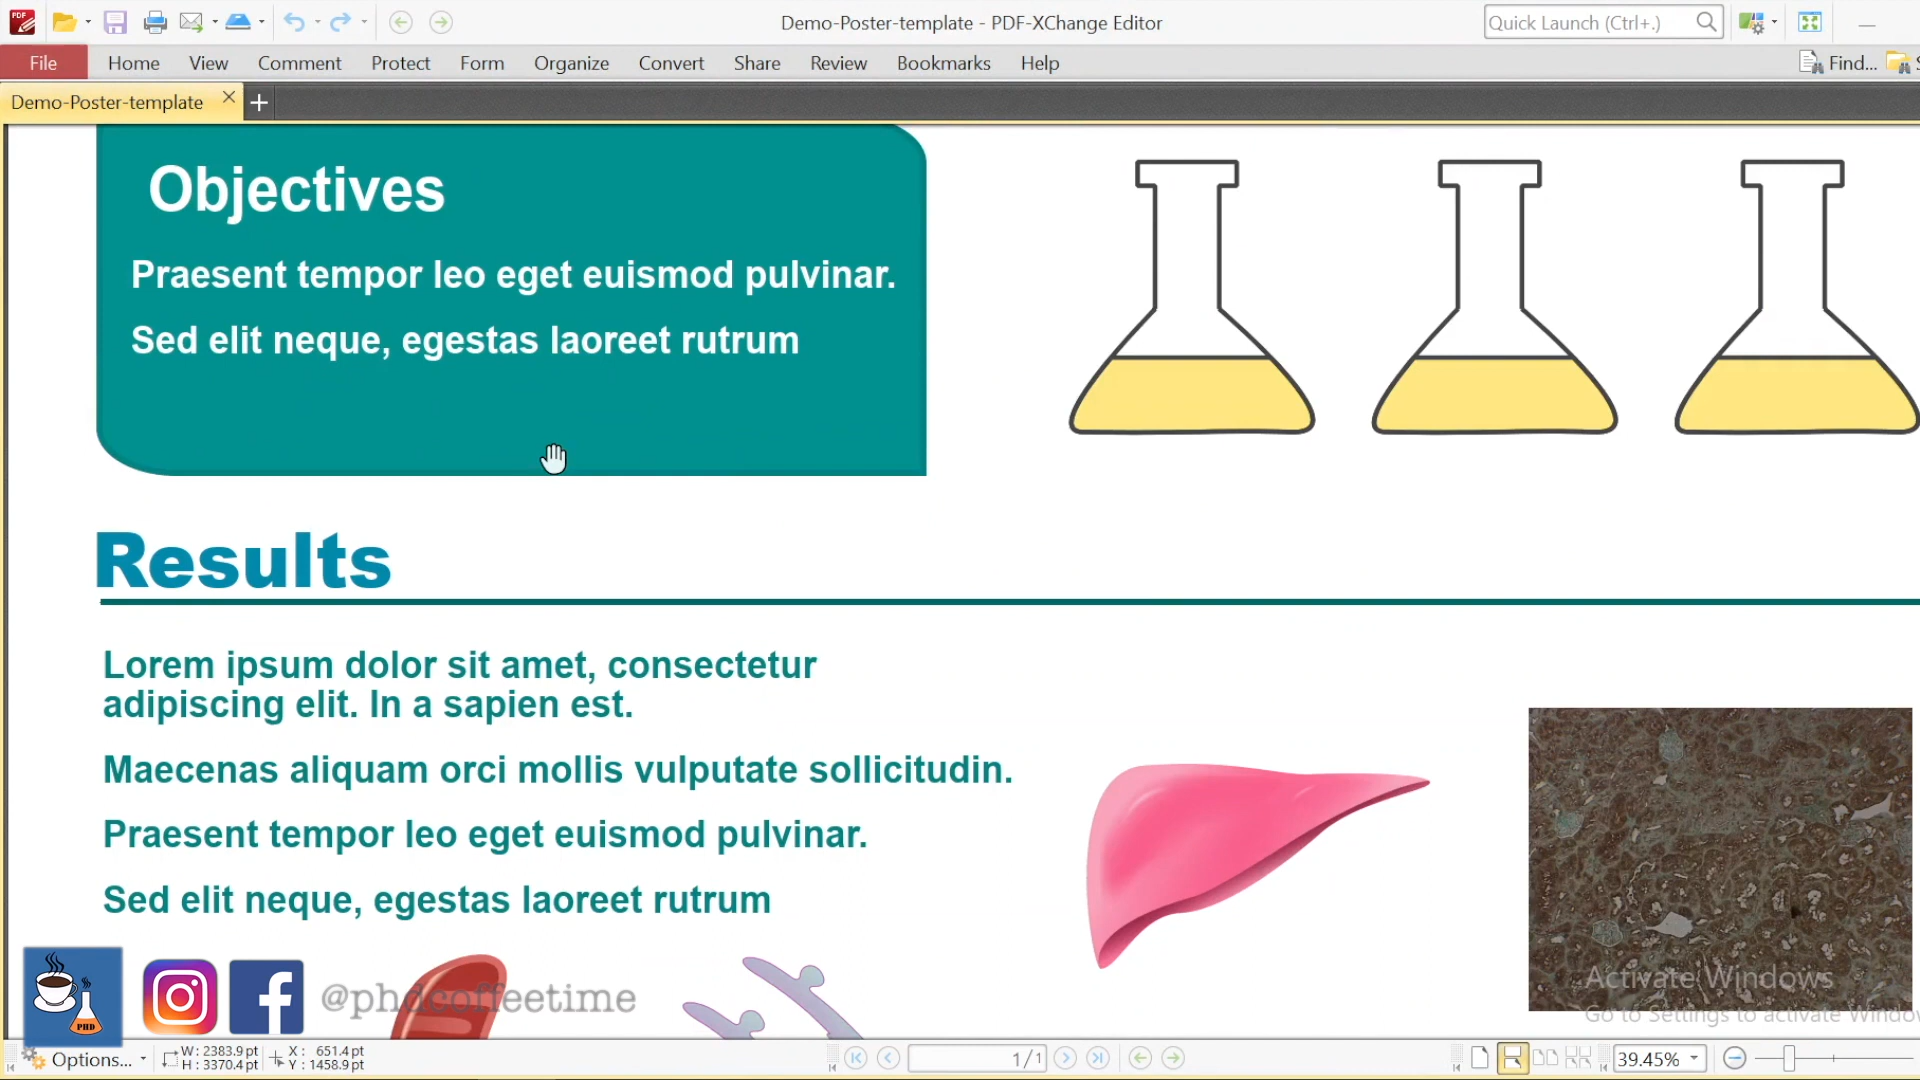 Demo-Poster-template - PDF-XChange Editor
Quick Launch (Ctrl+.)
File Home View Comment Protect Form Organize Convert Share Review Bookmarks Help
Find...
Demo-Poster-template
Objectives
Praesent tempor leo eget euismod pulvinar.
Sed elit neque, egestas laoreet rutrum
Results
Lorem ipsum dolor sit amet, consectetur
adipiscing elit. In a sapien est.
Maecenas aliquam orci mollis vulputate sollicitudin.
Praesent tempor leo eget euismod pulvinar.
Sed elit neque, egestas laoreet rutrum
PHD
@phdcoffeetime
Activate Windows
Go to Settings to activate Windo
Options...
W: 2383.9 pt
H: 3370.4 pt
X: 651.4 pt
Y: 1458.9 pt
1 / 1
39.45%